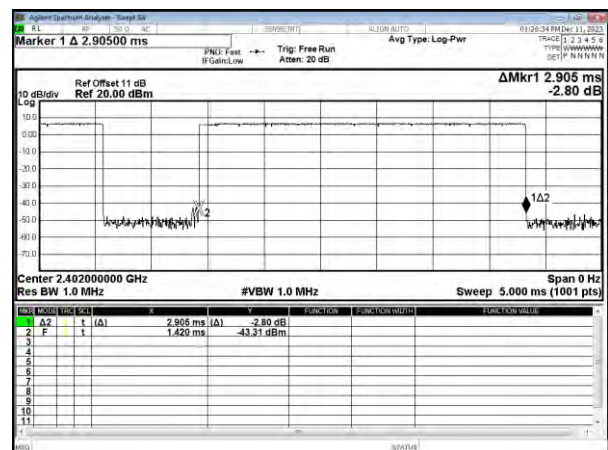 Agilent Spectrum Analyzer - Swept SA
RL RF 50 Ω AC SENSE:INT ALIGN AUTO 01:26:34 PM Dec 11, 2023
Marker 1 Δ 2.90500 ms
PNO: Fast
IFGain:Low
Trig: Free Run
Atten: 20 dB
Avg Type: Log-Pwr
TRACE 1 2 3 4 5 6
TYPE WWWWWW
DET P N N N N N
ΔMkr1 2.905 ms
-2.80 dB
Ref Offset 11 dB
10 dB/div Ref 20.00 dBm
Log
10.0
0.00
-10.0
-20.0
-30.0
-40.0
-50.0
-60.0
-70.0
2
1Δ2
Center 2.402000000 GHz Span 0 Hz
Res BW 1.0 MHz #VBW 1.0 MHz Sweep 5.000 ms (1001 pts)
MKR MODE TRC SCL X Y FUNCTION FUNCTION WIDTH FUNCTION VALUE
1 Δ2 1 t (Δ) 2.905 ms (Δ) -2.80 dB
2 F 1 t 1.420 ms -43.31 dBm
3
4
5
6
7
8
9
10
11
MSG STATUS